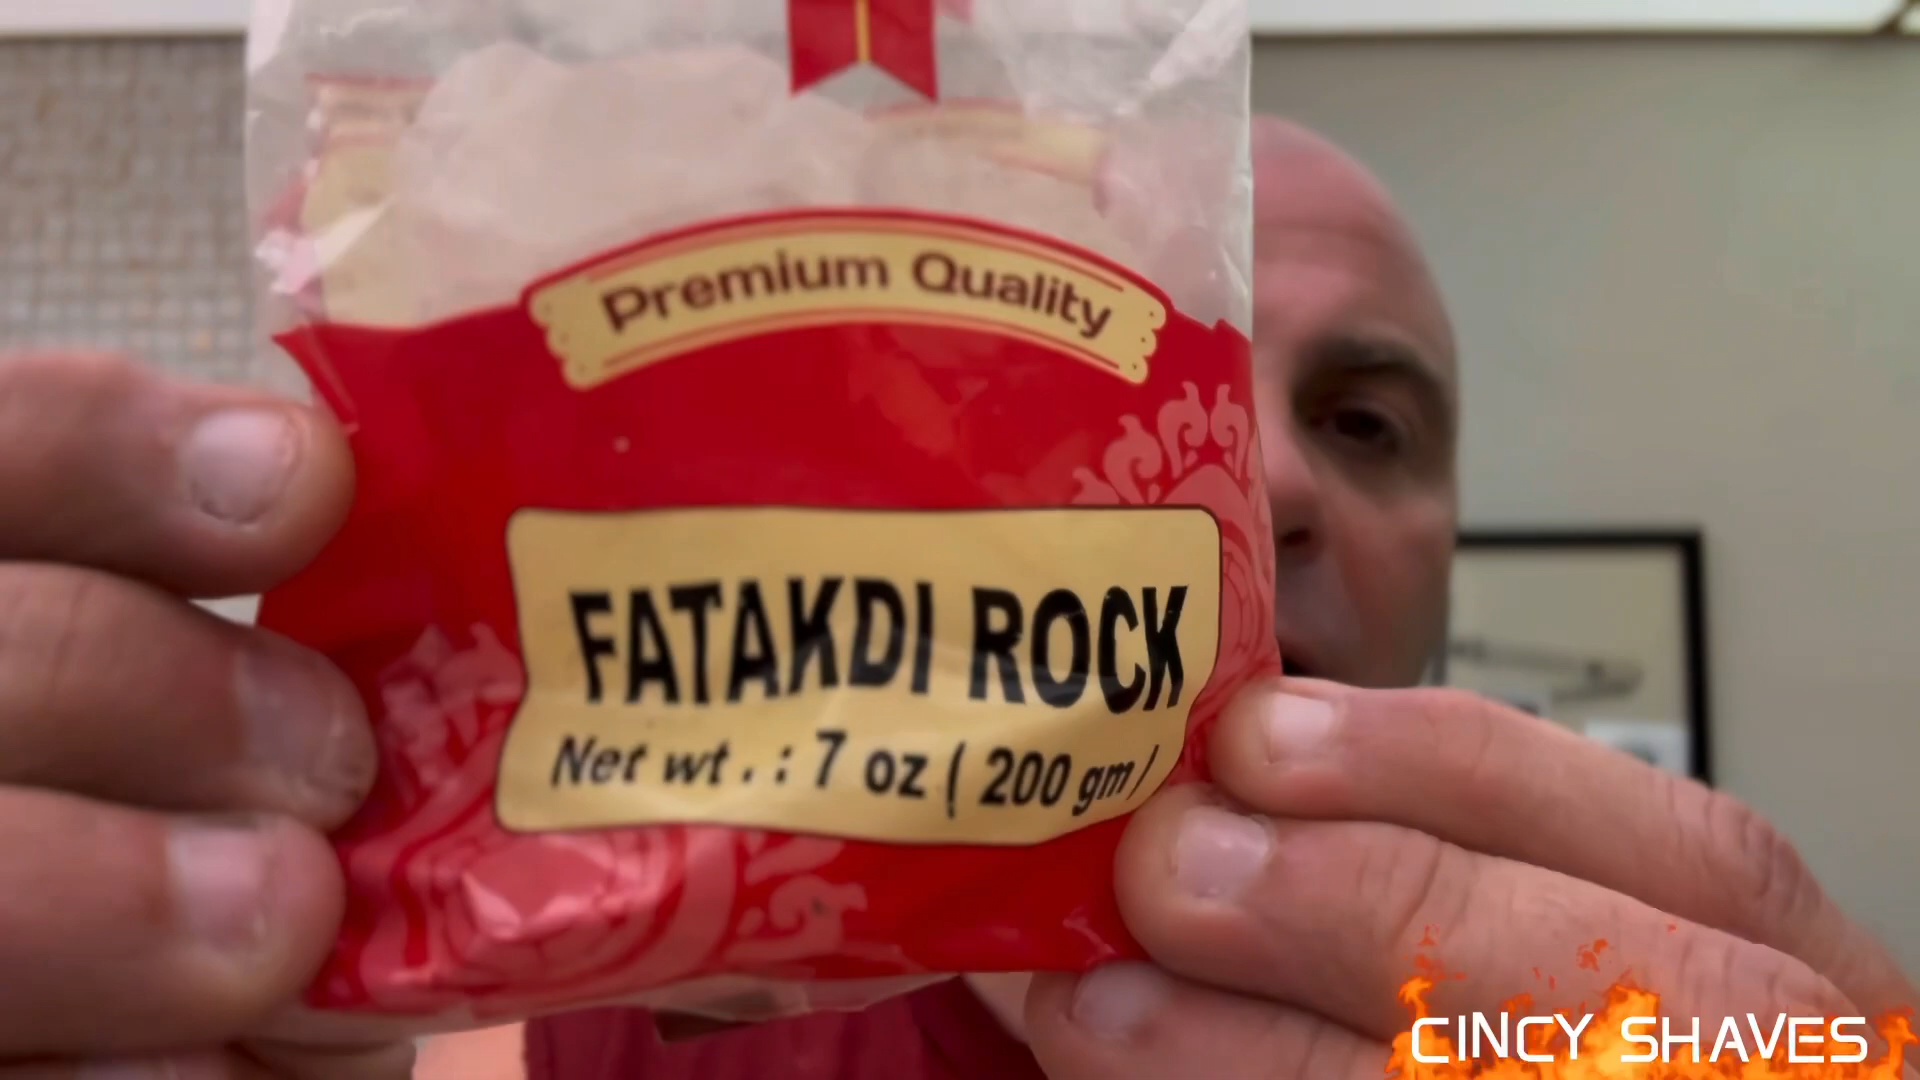 Premium Quality
FATAKDI ROCK
Net wt. : 7 oz ( 200 gm )
CINCY SHAVES